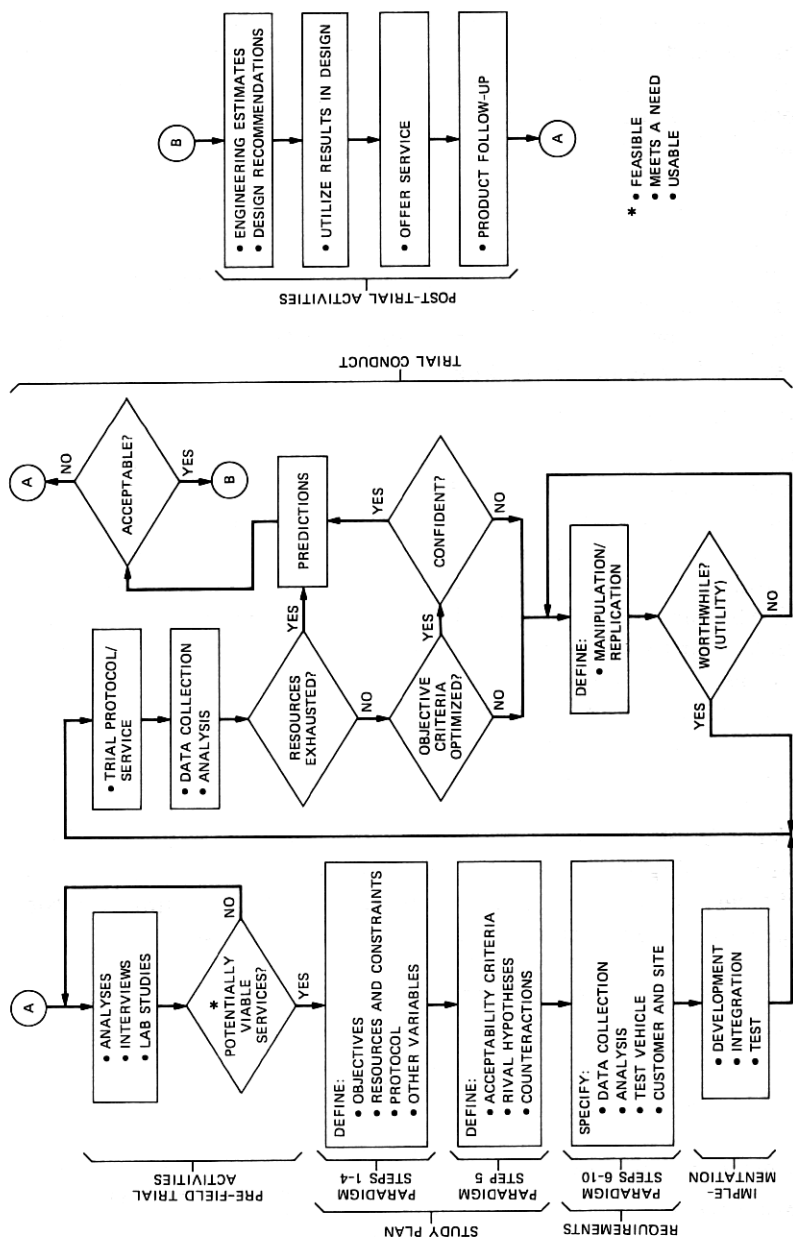 PRE-FIELD TRIAL
ACTIVITIES
A
• ANALYSES
• INTERVIEWS
• LAB STUDIES
*
POTENTIALLY
VIABLE
SERVICES?
NO
YES
STUDY PLAN
PARADIGM
STEPS 1-4
DEFINE:
• OBJECTIVES
• RESOURCES AND CONSTRAINTS
• PROTOCOL
• OTHER VARIABLES
PARADIGM
STEP 5
DEFINE:
• ACCEPTABILITY CRITERIA
• RIVAL HYPOTHESES
• COUNTERACTIONS
REQUIREMENTS
PARADIGM
STEPS 6-10
SPECIFY:
• DATA COLLECTION
• ANALYSIS
• TEST VEHICLE
• CUSTOMER AND SITE
IMPLE-
MENTATION
• DEVELOPMENT
• INTEGRATION
• TEST
• TRIAL PROTOCOL/
SERVICE
• DATA COLLECTION
• ANALYSIS
RESOURCES
EXHAUSTED?
YES
NO
OBJECTIVE
CRITERIA
OPTIMIZED?
YES
NO
CONFIDENT?
YES
NO
PREDICTIONS
ACCEPTABLE?
NO
A
YES
B
DEFINE:
• MANIPULATION/
REPLICATION
WORTHWHILE?
(UTILITY)
YES
NO
TRIAL CONDUCT
POST-TRIAL ACTIVITIES
B
• ENGINEERING ESTIMATES
• DESIGN RECOMMENDATIONS
• UTILIZE RESULTS IN DESIGN
• OFFER SERVICE
• PRODUCT FOLLOW-UP
A
* • FEASIBLE
• MEETS A NEED
• USABLE